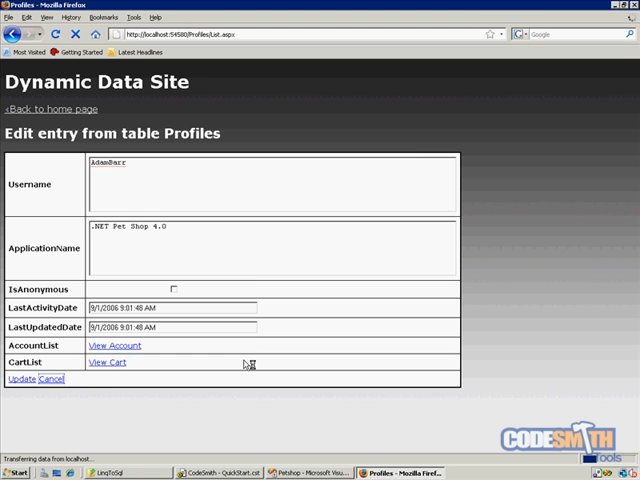 Profiles - Mozilla Firefox
File Edit View History Bookmarks Tools Help
http://localhost:54580/Profiles/List.aspx
Google
Most Visited Getting Started Latest Headlines
Dynamic Data Site
<Back to home page
Edit entry from table Profiles
Username AdamBarr
ApplicationName .NET Pet Shop 4.0
IsAnonymous
LastActivityDate 9/1/2006 9:01:48 AM
LastUpdatedDate 9/1/2006 9:01:48 AM
AccountList View Account
CartList View Cart
Update Cancel
CODESMITH
Tools
Transferring data from localhost...
Start LinqToSql CodeSmith - QuickStart.cst Petshop - Microsoft Visu... Profiles - Mozilla Firef...